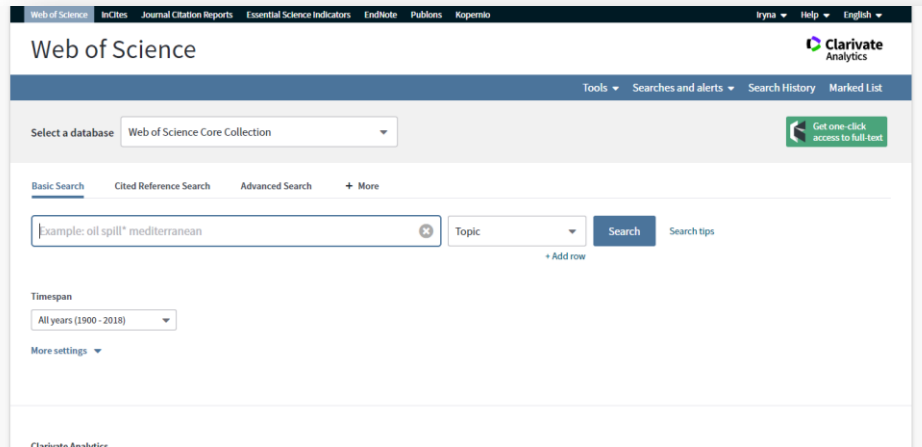 Web of Science InCites Journal Citation Reports Essential Science Indicators EndNote Publons Kopernio Iryna Help English
Web of Science
Clarivate
Analytics
Tools Searches and alerts Search History Marked List
Select a database Web of Science Core Collection
Get one-click
access to full-text
Basic Search Cited Reference Search Advanced Search + More
Example: oil spill* mediterranean Topic Search Search tips
+ Add row
Timespan
All years (1900 - 2018)
More settings
Clarivate Analytics